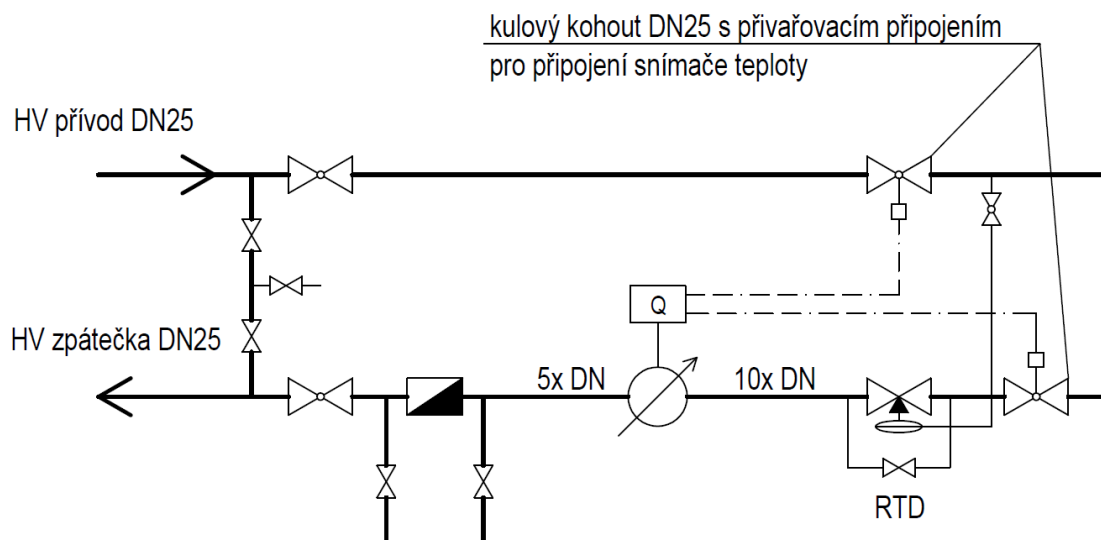 kulový kohout DN25 s přivařovacím připojením
pro připojení snímače teploty
HV přívod DN25
Q
HV zpátečka DN25
5x DN
10x DN
RTD